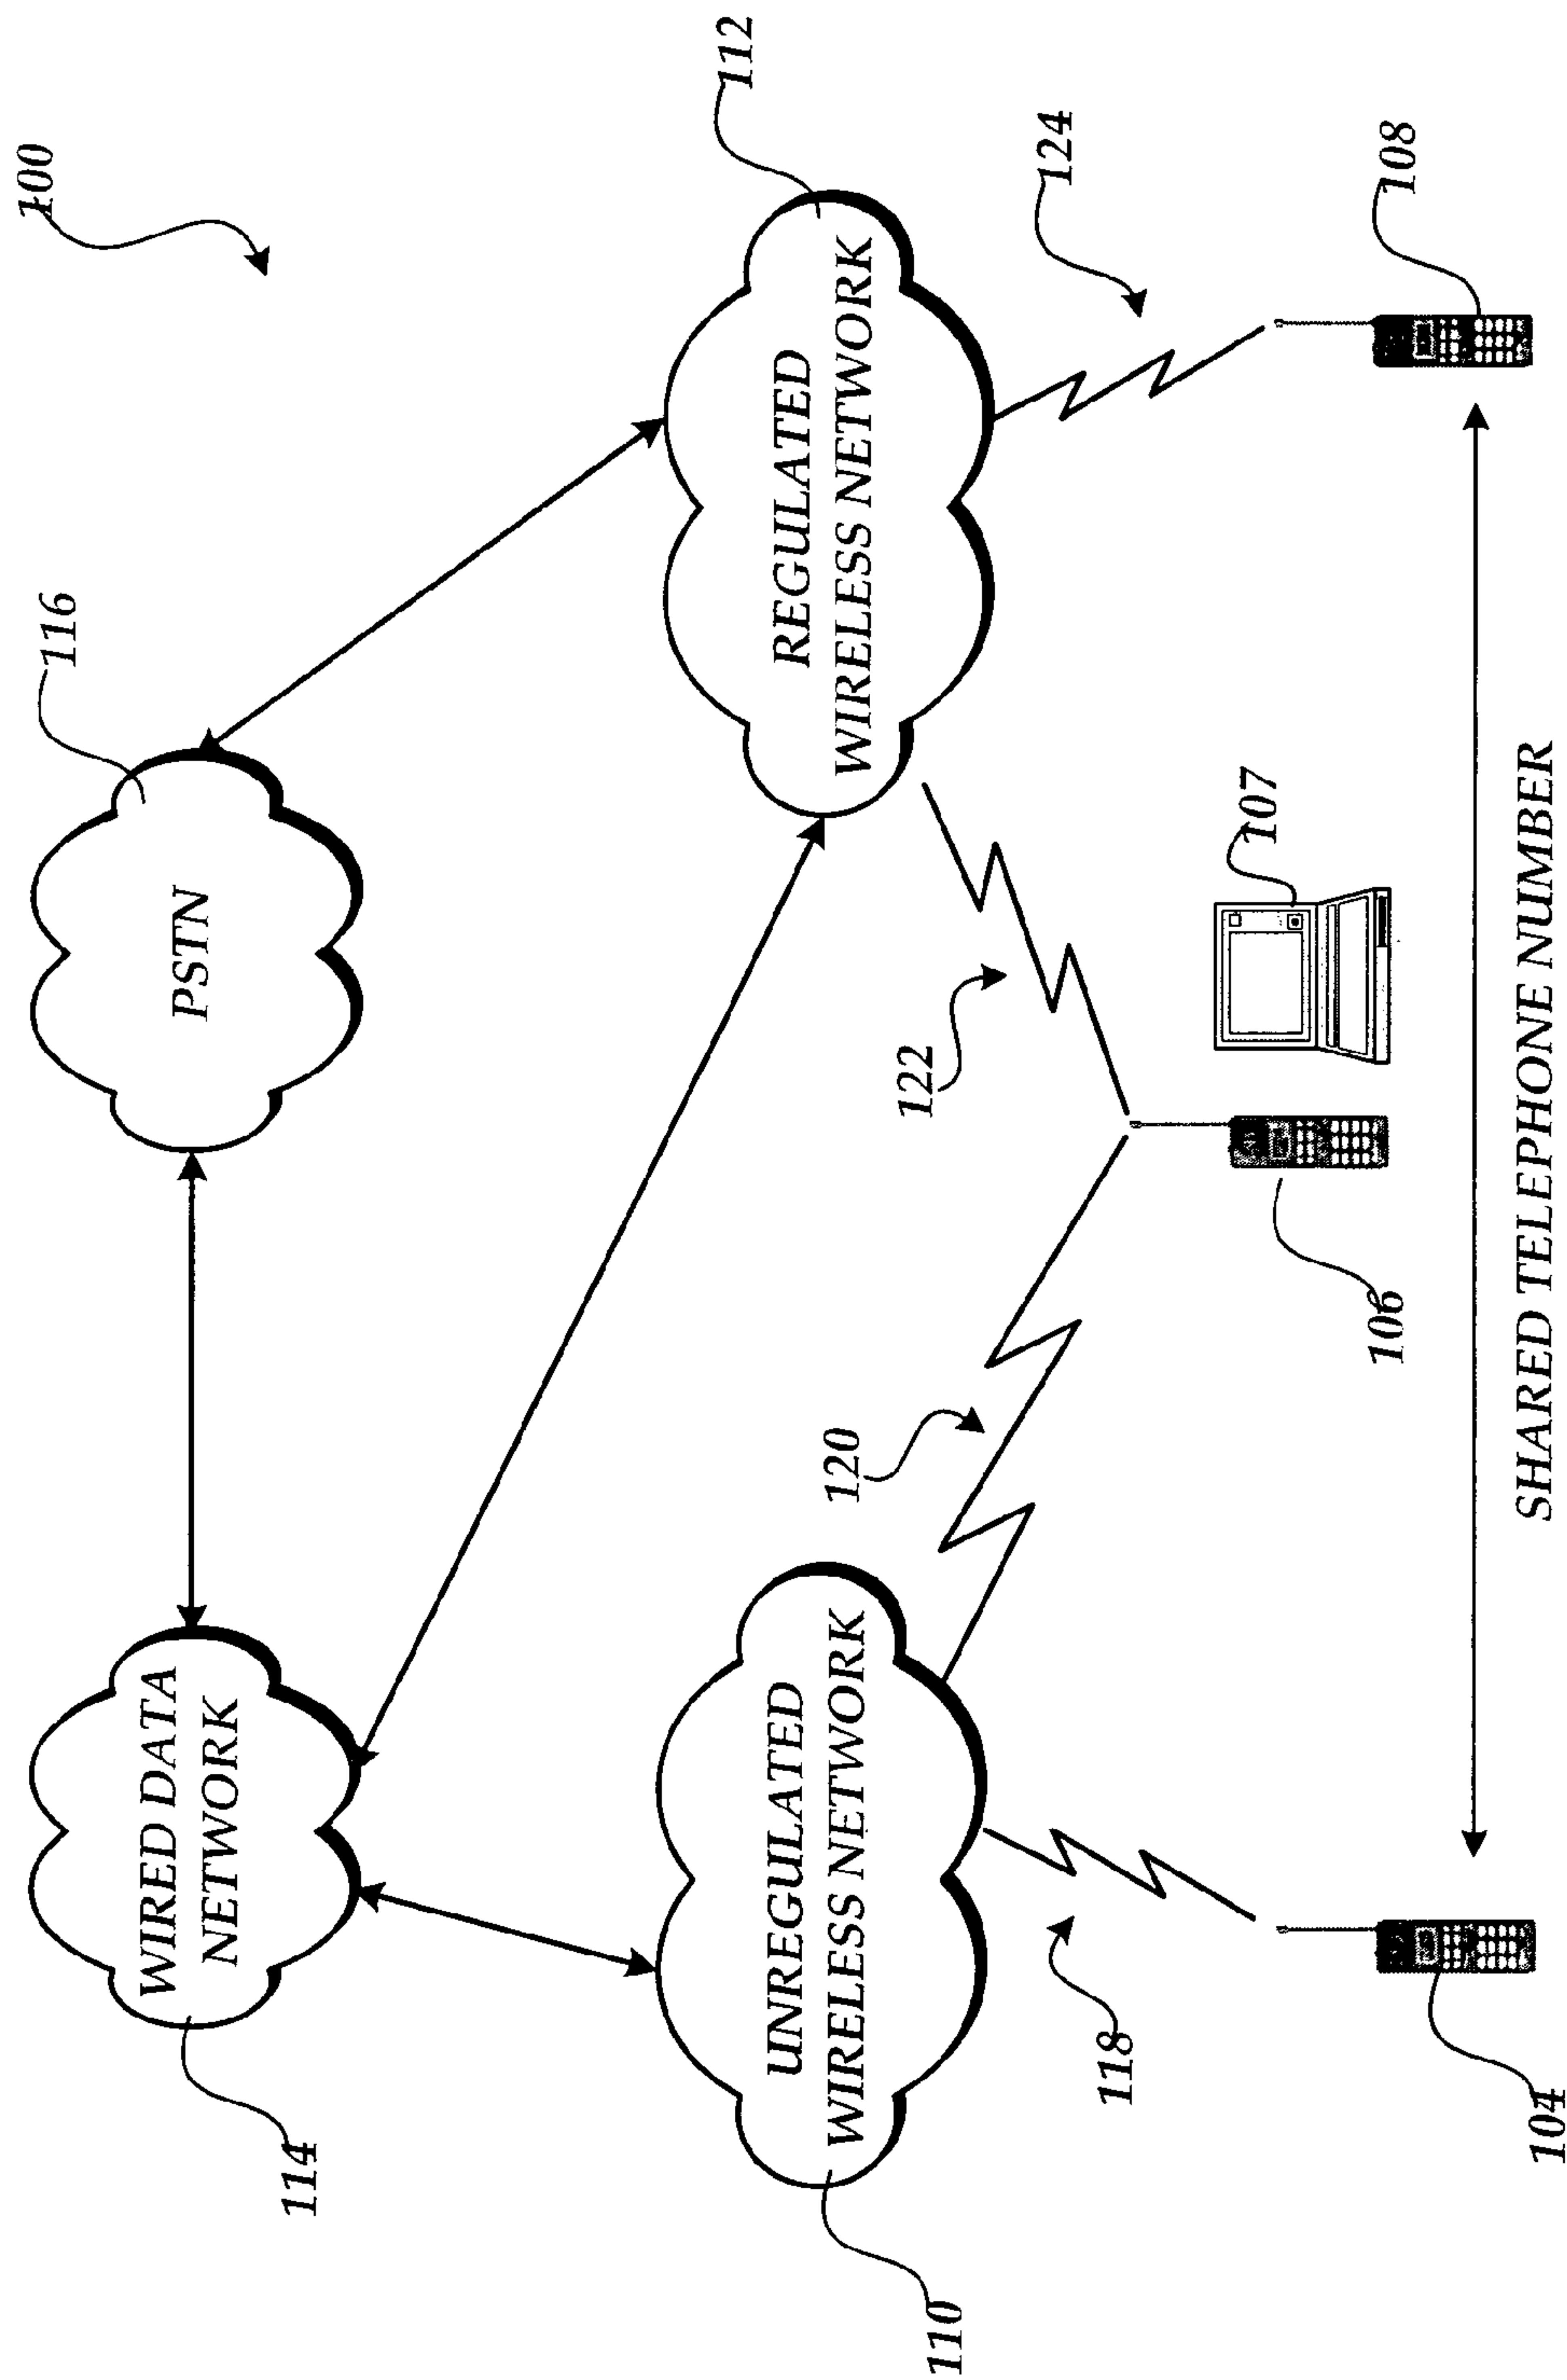 100
116
112
114
WIRED DATA
NETWORK
PSTN
110
UNREGULATED
WIRELESS NETWORK
REGULATED
WIRELESS NETWORK
118
120
122
124
104
106
107
108
SHARED TELEPHONE NUMBER